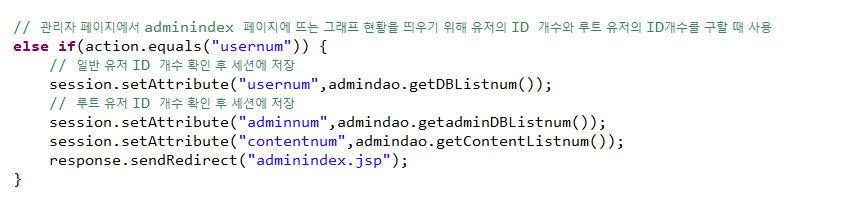 // 관리자 페이지에서 adminindex 페이지에 뜨는 그래프 현황을 띄우기 위해 유저의 ID 개수와 루트 유저의 ID개수를 구할 때 사용
else if(action.equals("usernum")) {
    // 일반 유저 ID 개수 확인 후 세션에 저장
    session.setAttribute("usernum",admindao.getDBListnum());
    // 루트 유저 ID 개수 확인 후 세션에 저장
    session.setAttribute("adminnum",admindao.getadminDBListnum());
    session.setAttribute("contentnum",admindao.getContentListnum());
    response.sendRedirect("adminindex.jsp");
}